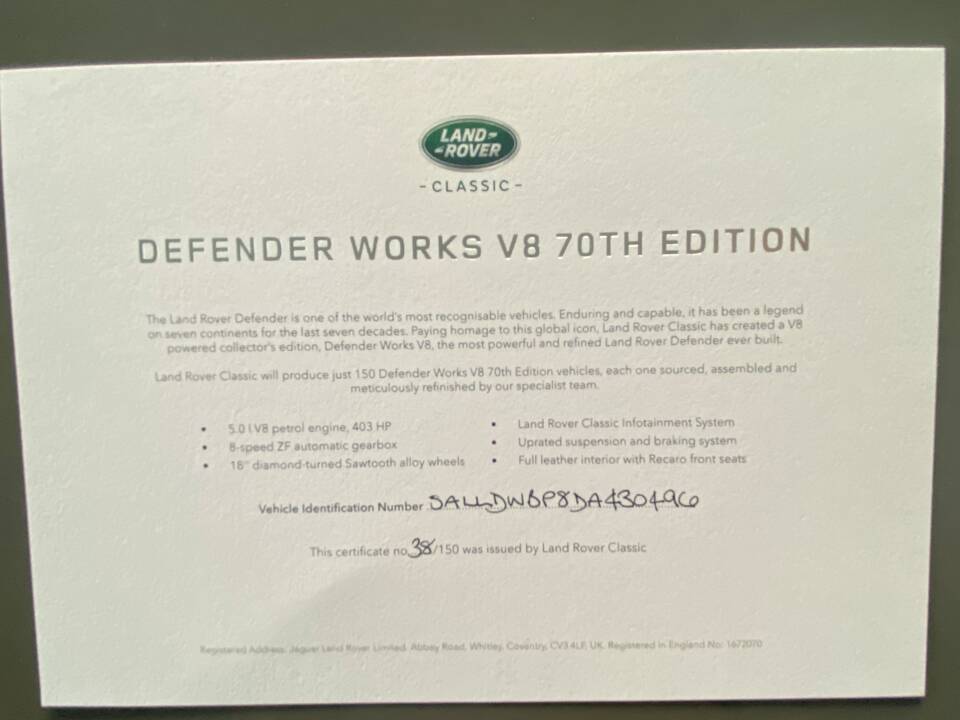 LAND-
-ROVER
- CLASSIC -
DEFENDER WORKS V8 70TH EDITION
The Land Rover Defender is one of the world's most recognisable vehicles. Enduring and capable, it has been a legend
on seven continents for the last seven decades. Paying homage to this global icon, Land Rover Classic has created a V8
powered collector's edition, Defender Works V8, the most powerful and refined Land Rover Defender ever built.
Land Rover Classic will produce just 150 Defender Works V8 70th Edition vehicles, each one sourced, assembled and
meticulously refinished by our specialist team.
• 5.0 l V8 petrol engine, 403 HP
• 8-speed ZF automatic gearbox
• 18" diamond-turned Sawtooth alloy wheels
• Land Rover Classic Infotainment System
• Uprated suspension and braking system
• Full leather interior with Recaro front seats
Vehicle Identification Number SALLDWBP8DA430496
This certificate no 38/150 was issued by Land Rover Classic
Registered Address: Jaguar Land Rover Limited. Abbey Road, Whitley, Coventry, CV3 4LF, UK. Registered in England No: 1672070